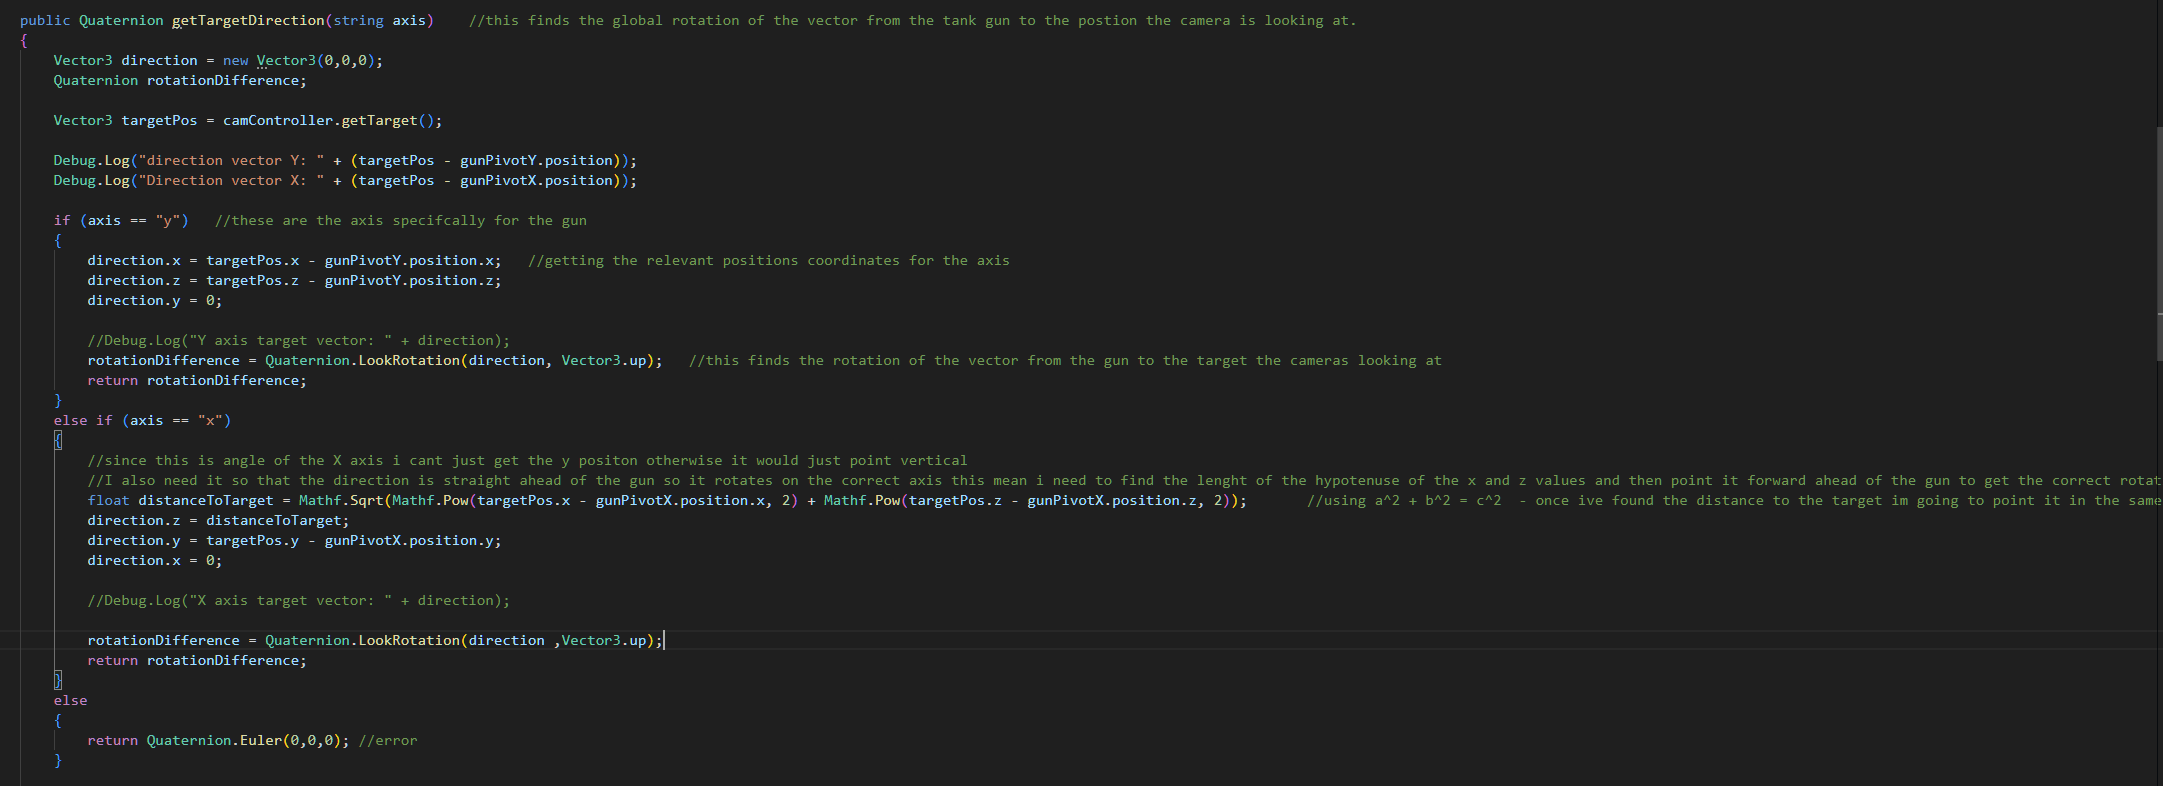 public Quaternion getTargetDirection(string axis)    //this finds the global rotation of the vector from the tank gun to the postion the camera is looking at.
{
    Vector3 direction = new Vector3(0,0,0);
    Quaternion rotationDifference;

    Vector3 targetPos = camController.getTarget();

    Debug.Log("direction vector Y: " + (targetPos - gunPivotY.position));
    Debug.Log("Direction vector X: " + (targetPos - gunPivotX.position));

    if (axis == "y")   //these are the axis specifcally for the gun
    {
        direction.x = targetPos.x - gunPivotY.position.x;   //getting the relevant positions coordinates for the axis
        direction.z = targetPos.z - gunPivotY.position.z;
        direction.y = 0;

        //Debug.Log("Y axis target vector: " + direction);
        rotationDifference = Quaternion.LookRotation(direction, Vector3.up);   //this finds the rotation of the vector from the gun to the target the cameras looking at
        return rotationDifference;
    }
    else if (axis == "x")
    {
        //since this is angle of the X axis i cant just get the y positon otherwise it would just point vertical
        //I also need it so that the direction is straight ahead of the gun so it rotates on the correct axis this mean i need to find the lenght of the hypotenuse of the x and z values and then point it forward ahead of the gun to get the correct rotat
        float distanceToTarget = Mathf.Sqrt(Mathf.Pow(targetPos.x - gunPivotX.position.x, 2) + Mathf.Pow(targetPos.z - gunPivotX.position.z, 2));       //using a^2 + b^2 = c^2  - once ive found the distance to the target im going to point it in the same
        direction.z = distanceToTarget;
        direction.y = targetPos.y - gunPivotX.position.y;
        direction.x = 0;

        //Debug.Log("X axis target vector: " + direction);

        rotationDifference = Quaternion.LookRotation(direction ,Vector3.up);
        return rotationDifference;
    }
    else
    {
        return Quaternion.Euler(0,0,0); //error
    }